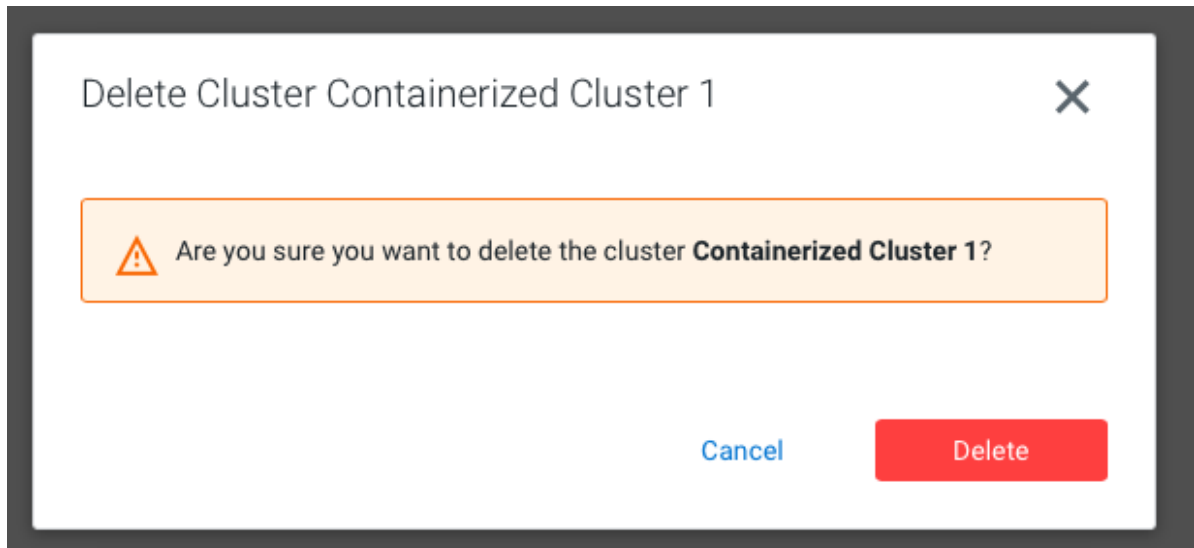 Delete Cluster Containerized Cluster 1
Are you sure you want to delete the cluster Containerized Cluster 1?
Cancel
Delete